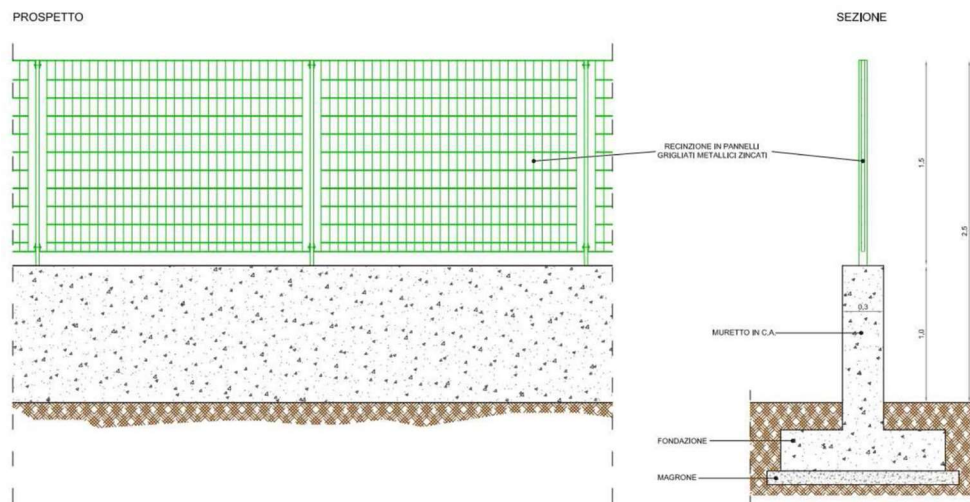 PROSPETTO
SEZIONE
RECINZIONE IN PANNELLI
GRIGLIATI METALLICI ZINCATI
1,5
2,5
0,3
1,0
MURETTO IN C.A.
FONDAZIONE
MAGRONE